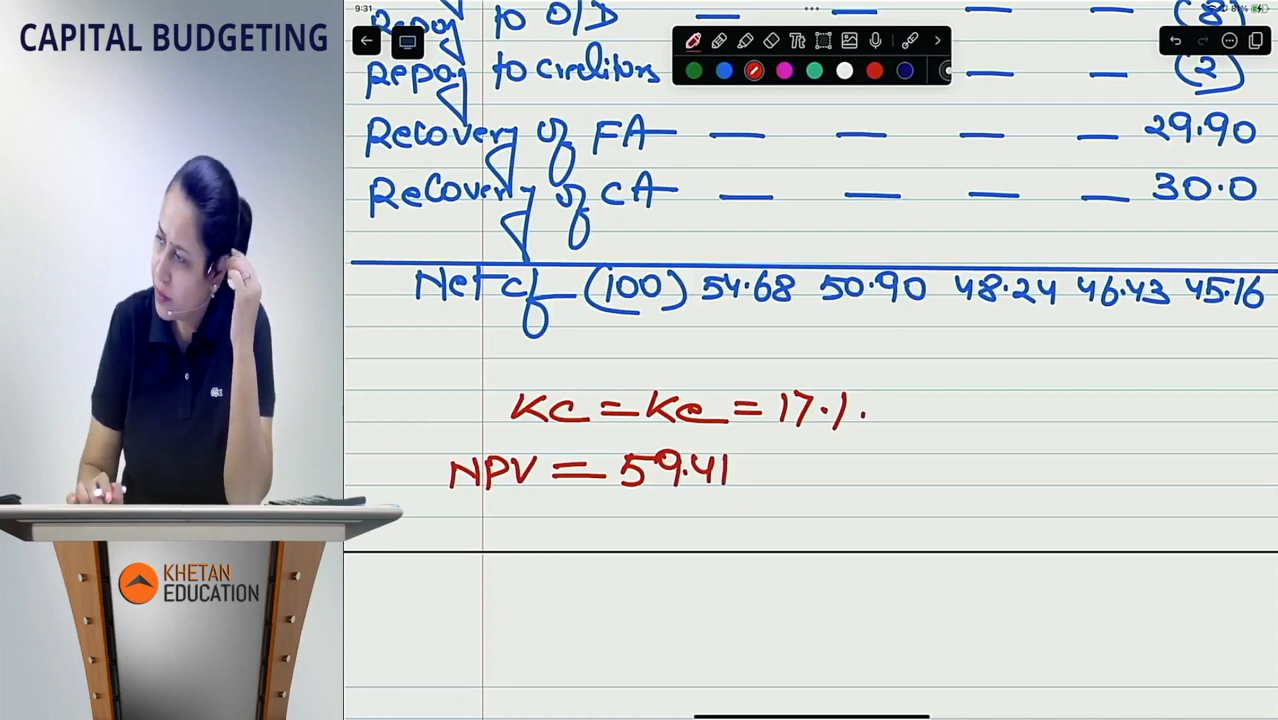 CAPITAL BUDGETING
9:31
Repay to O/D — — — — (8)
Repay to Creditors — — (2)
Recovery of FA — — — — 29.90
Recovery of CA — — — — 30.0
Net cf (100) 54.68 50.90 48.24 46.43 45.16
KC = Ke = 17%
NPV = 59.41
KHETAN
EDUCATION